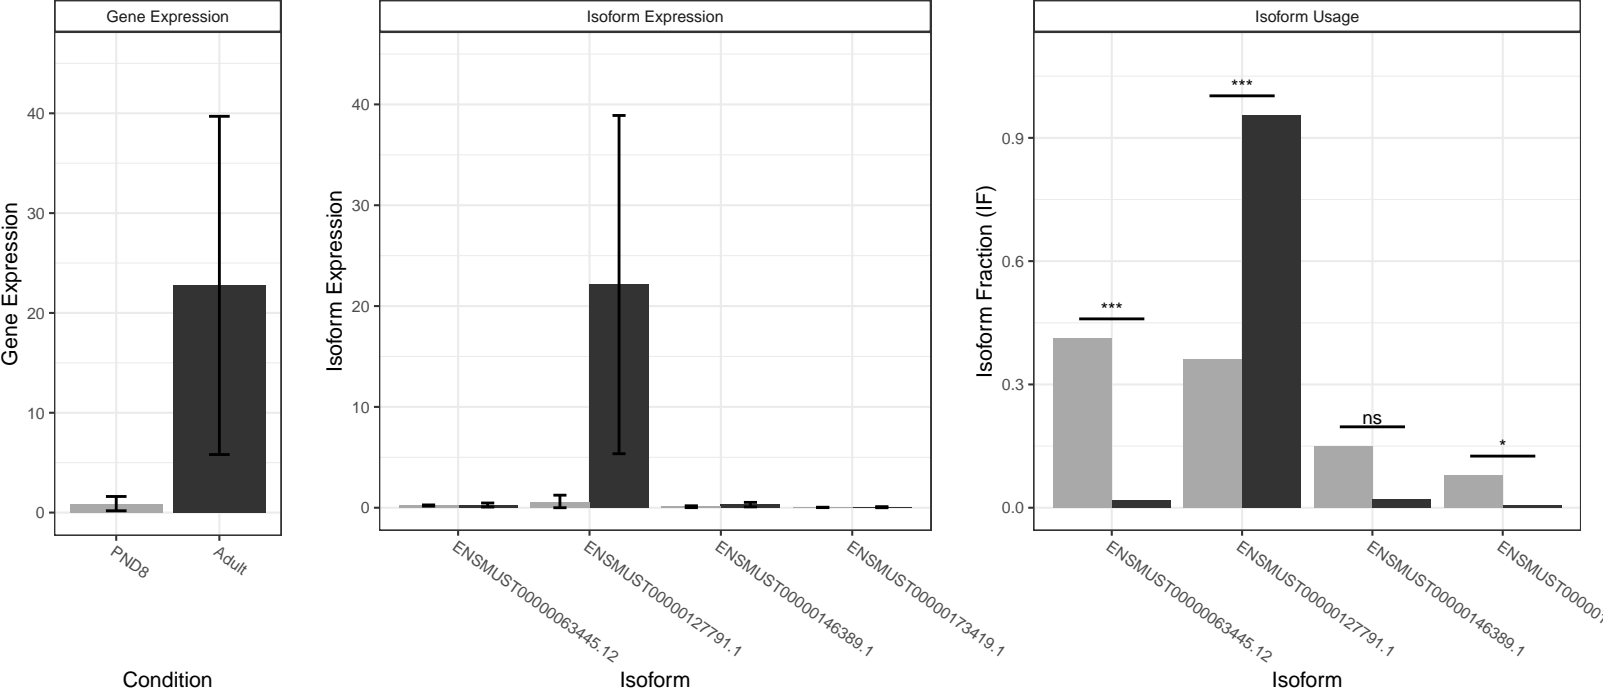 Gene Expression
Isoform Expression
Isoform Usage
Gene Expression
0
10
20
30
40
PND8
Adult
Condition
Isoform Expression
0
10
20
30
40
ENSMUST00000063445.12
ENSMUST00000127791.1
ENSMUST00000146389.1
ENSMUST00000173419.1
Isoform
Isoform Fraction (IF)
0.0
0.3
0.6
0.9
***
***
ns
*
ENSMUST00000063445.12
ENSMUST00000127791.1
ENSMUST00000146389.1
ENSMUST000001
Isoform